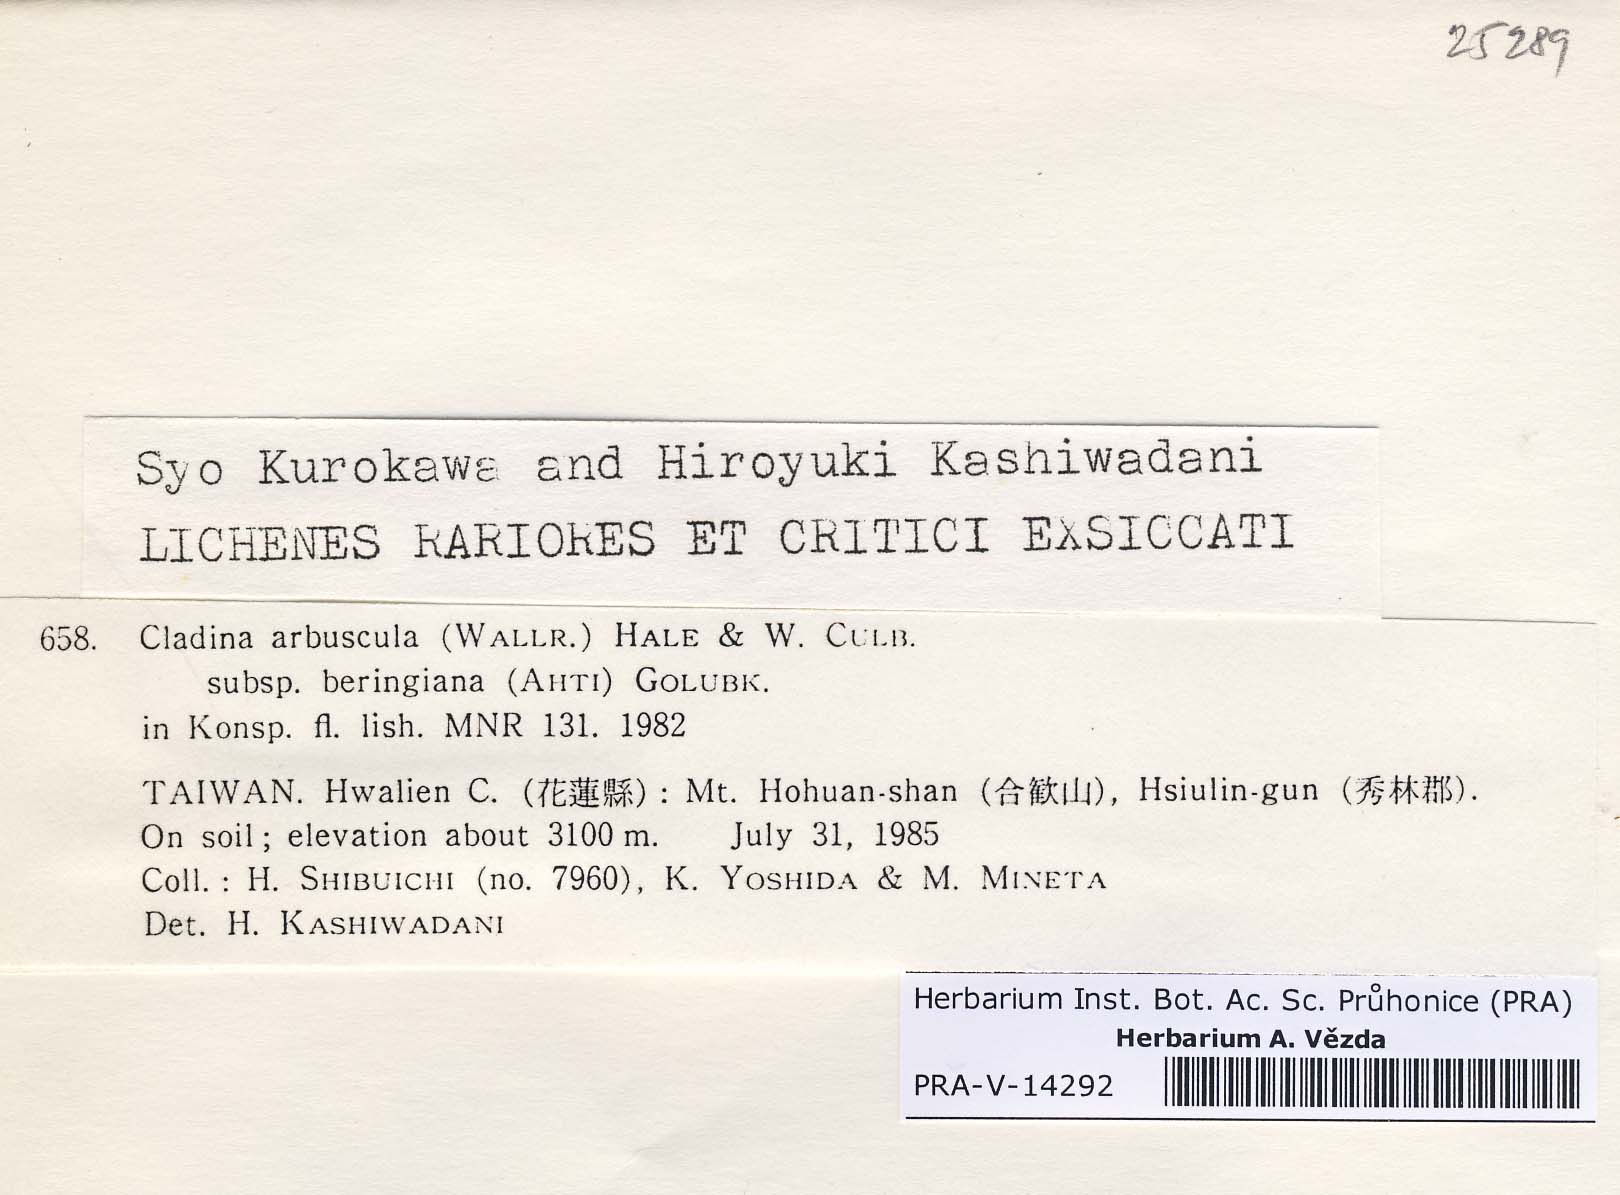 25289
Syo Kurokawa and Hiroyuki Kashiwadani
LICHENES RARIORES ET CRITICI EXSICCATI
658. Cladina arbuscula (WALLR.) HALE & W. CULB.
subsp. beringiana (AHTI) GOLUBK.
in Konsp. fl. lish. MNR 131. 1982
TAIWAN. Hwalien C. (花蓮縣) : Mt. Hohuan-shan (合歓山), Hsiulin-gun (秀林郡).
On soil ; elevation about 3100 m. July 31, 1985
Coll. : H. SHIBUICHI (no. 7960), K. YOSHIDA & M. MINETA
Det. H. KASHIWADANI
Herbarium Inst. Bot. Ac. Sc. Průhonice (PRA)
Herbarium A. Vězda
PRA-V-14292